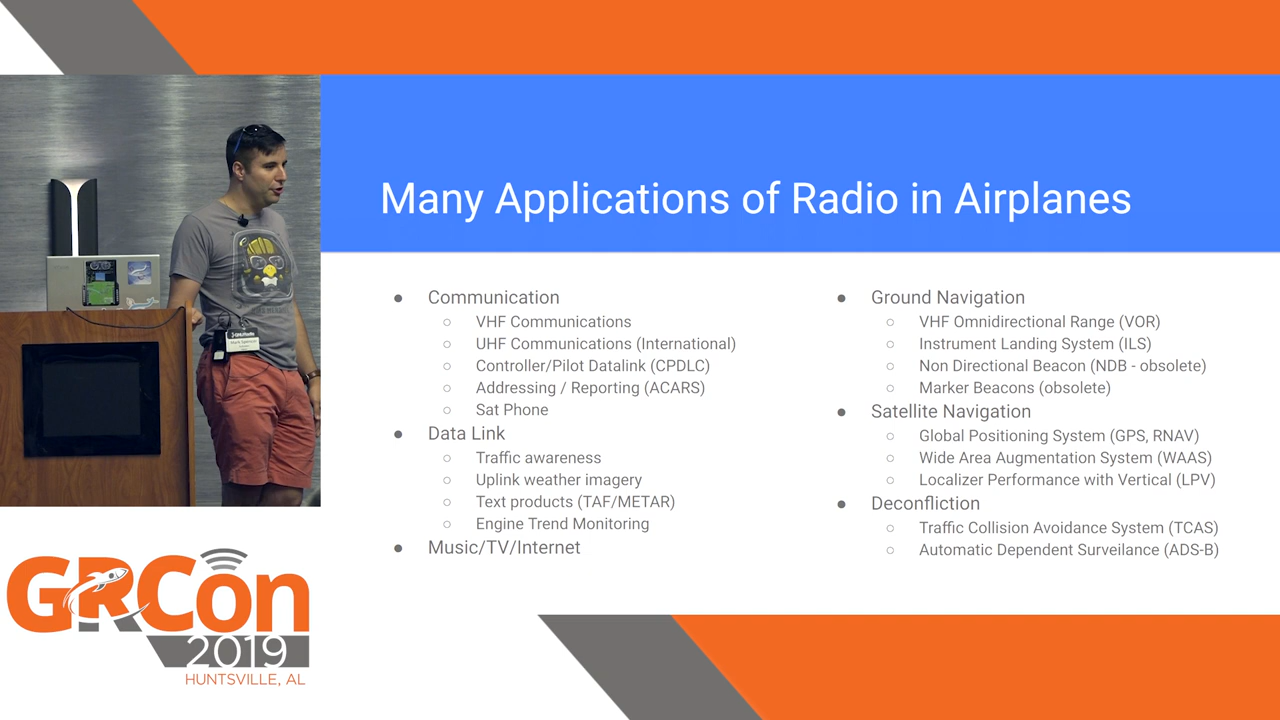 Many Applications of Radio in Airplanes
● Communication
○ VHF Communications
○ UHF Communications (International)
○ Controller/Pilot Datalink (CPDLC)
○ Addressing / Reporting (ACARS)
○ Sat Phone
● Data Link
○ Traffic awareness
○ Uplink weather imagery
○ Text products (TAF/METAR)
○ Engine Trend Monitoring
● Music/TV/Internet
● Ground Navigation
○ VHF Omnidirectional Range (VOR)
○ Instrument Landing System (ILS)
○ Non Directional Beacon (NDB - obsolete)
○ Marker Beacons (obsolete)
● Satellite Navigation
○ Global Positioning System (GPS, RNAV)
○ Wide Area Augmentation System (WAAS)
○ Localizer Performance with Vertical (LPV)
● Deconfliction
○ Traffic Collision Avoidance System (TCAS)
○ Automatic Dependent Surveilance (ADS-B)
GRCon
2019
HUNTSVILLE, AL